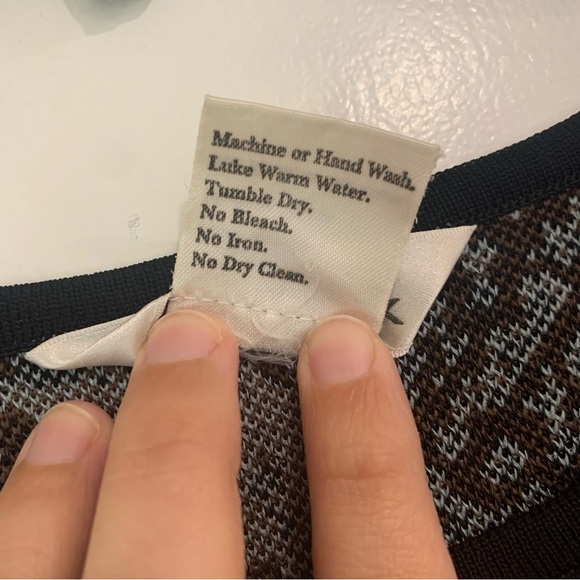 Machine or Hand Wash.
Luke Warm Water.
Tumble Dry.
No Bleach.
No Iron.
No Dry Clean.